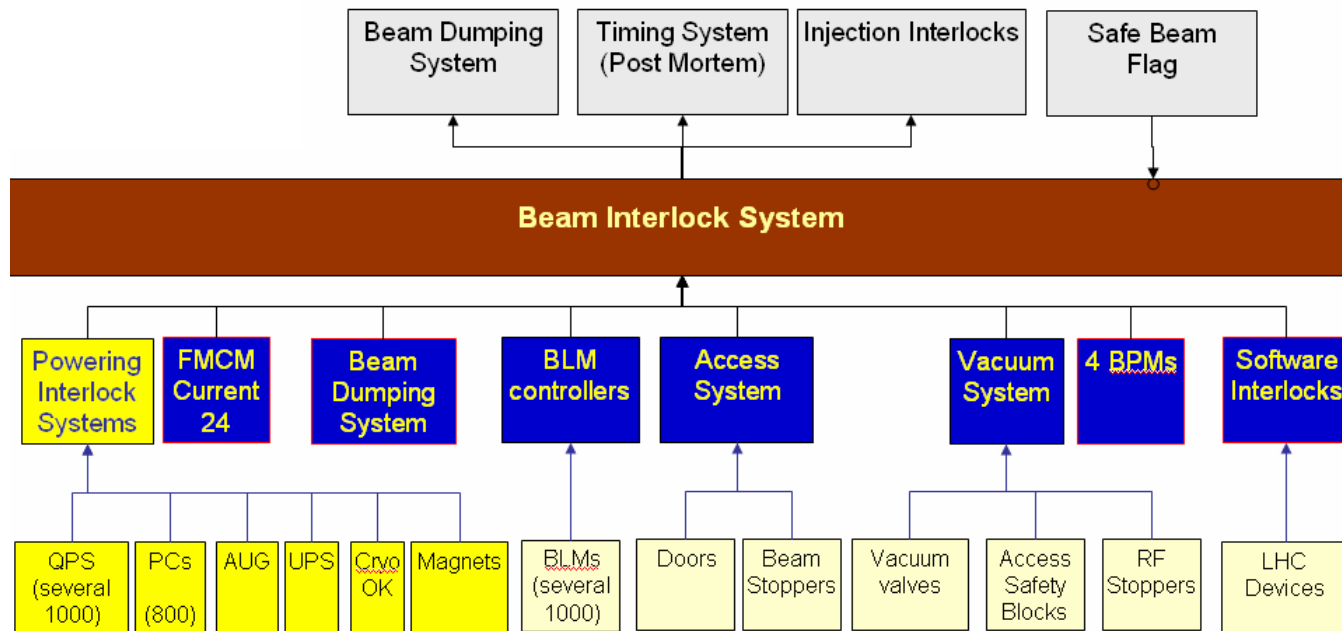 Beam Dumping
System
Timing System
(Post Mortem)
Injection Interlocks
Safe Beam
Flag
Beam Interlock System
Powering
Interlock
Systems
FMCM
Current
24
Beam
Dumping
System
BLM
controllers
Access
System
Vacuum
System
4 BPMs
Software
Interlocks
QPS
(several
1000)
PCs
(800)
AUG
UPS
Cryo
OK
Magnets
BLMs
(several
1000)
Doors
Beam
Stoppers
Vacuum
valves
Access
Safety
Blocks
RF
Stoppers
LHC
Devices